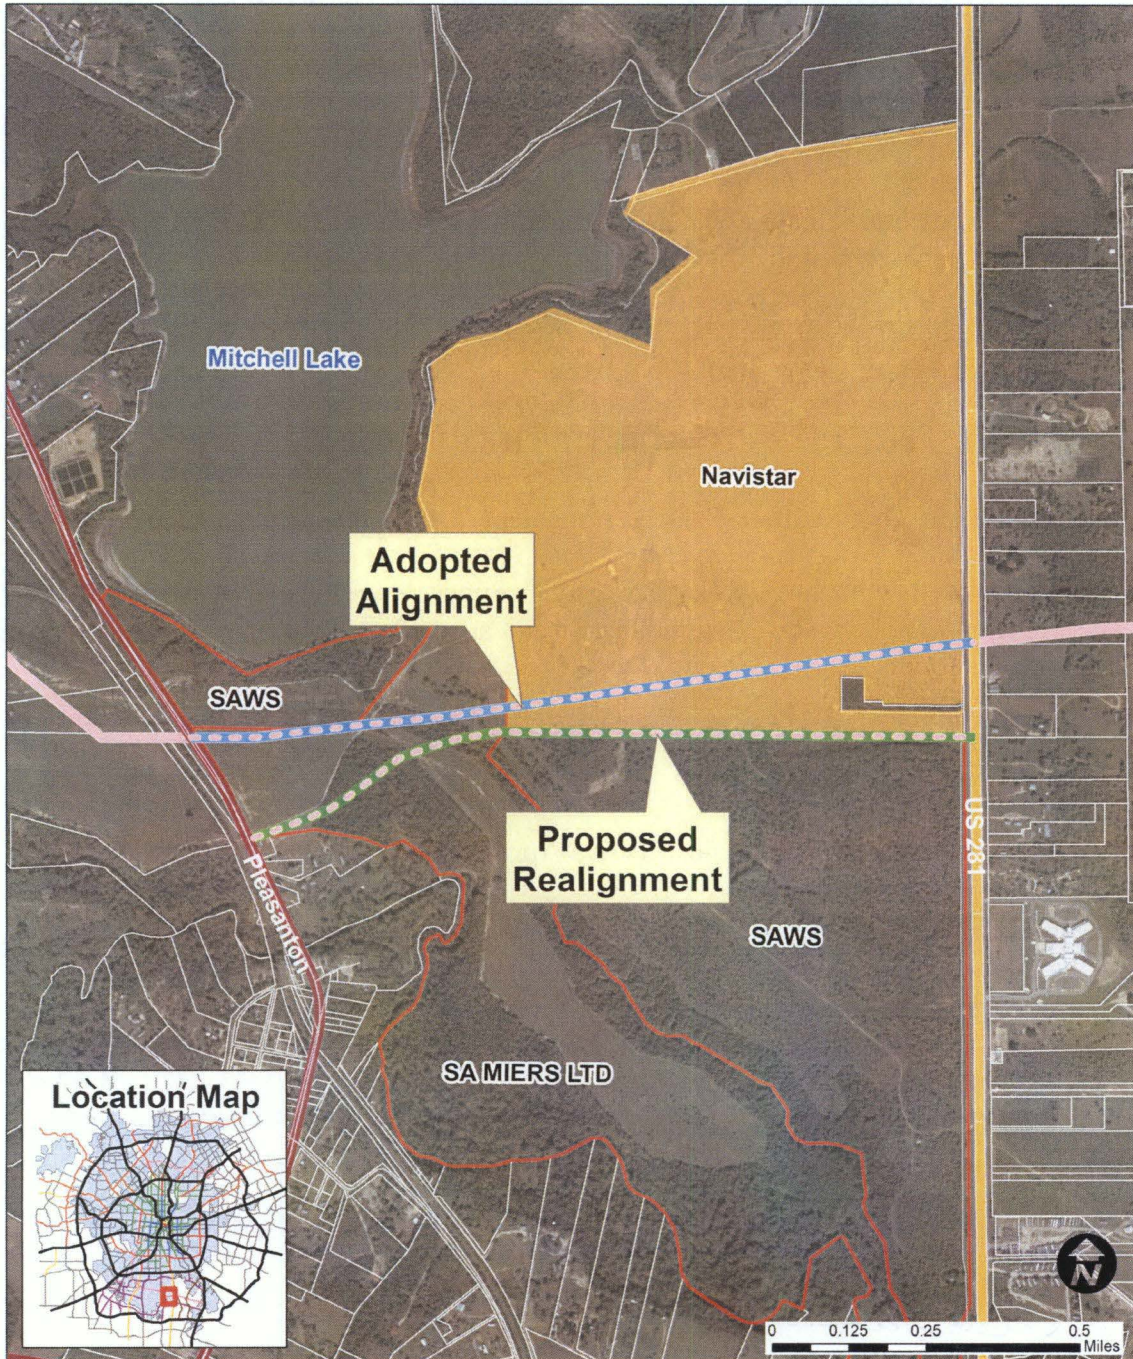 Mitchell Lake
Navistar
Adopted
Alignment
SAWS
Proposed
Realignment
US 281
Pleasanton
SAWS
SA MIERS LTD
Location Map
N
0 0.125 0.25 0.5
Miles